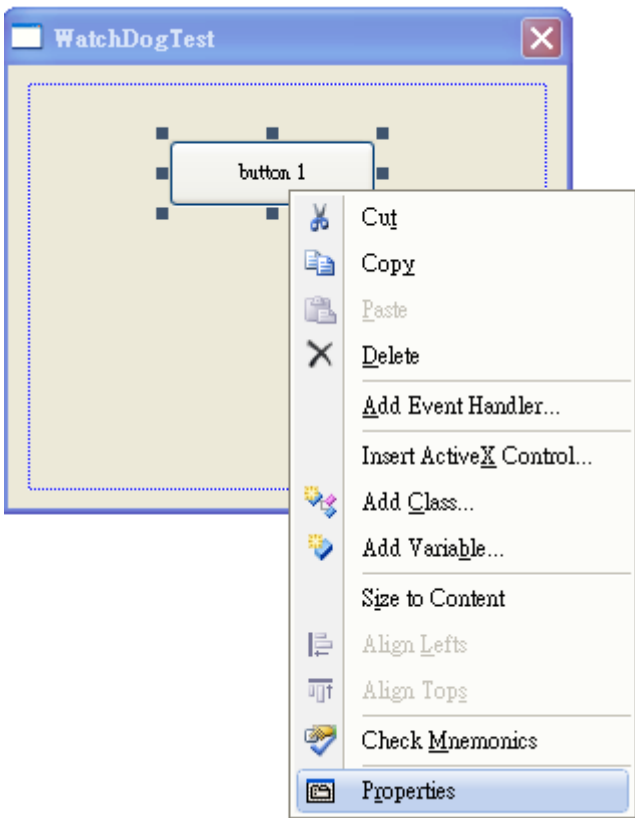 WatchDogTest
button 1
Cut
Copy
Paste
Delete
Add Event Handler...
Insert ActiveX Control...
Add Class...
Add Variable...
Size to Content
Align Lefts
Align Tops
Check Mnemonics
Properties